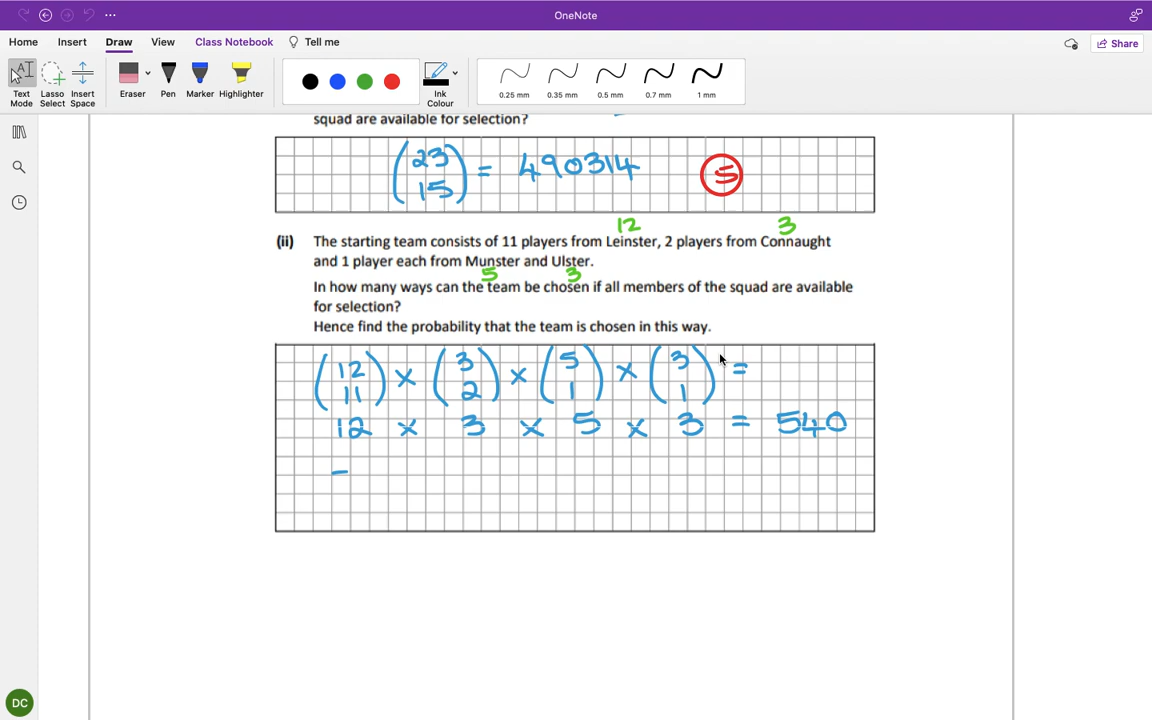 OneNote
Home Insert Draw View Class Notebook Tell me
Share
Text Mode
Lasso Select
Insert Space
Eraser
Pen
Marker
Highlighter
Ink Colour
0.25 mm
0.35 mm
0.5 mm
0.7 mm
1 mm
squad are available for selection?
(23 15) = 490314 5
12 3
(ii) The starting team consists of 11 players from Leinster, 2 players from Connaught
and 1 player each from Munster and Ulster.
5 3
In how many ways can the team be chosen if all members of the squad are available
for selection?
Hence find the probability that the team is chosen in this way.
(12 11) × (3 2) × (5 1) × (3 1) =
12 × 3 × 5 × 3 = 540
DC